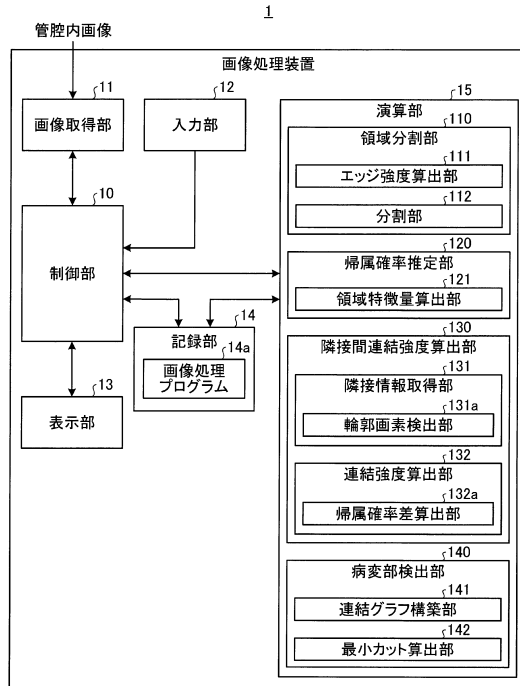 1
管腔内画像
画像処理装置
11
画像取得部
12
入力部
10
制御部
14
記録部
14a
画像処理
プログラム
13
表示部
15
演算部
110
領域分割部
111
エッジ強度算出部
112
分割部
120
帰属確率推定部
121
領域特徴量算出部
130
隣接間連結強度算出部
131
隣接情報取得部
131a
輪郭画素検出部
132
連結強度算出部
132a
帰属確率差算出部
140
病変部検出部
141
連結グラフ構築部
142
最小カット算出部